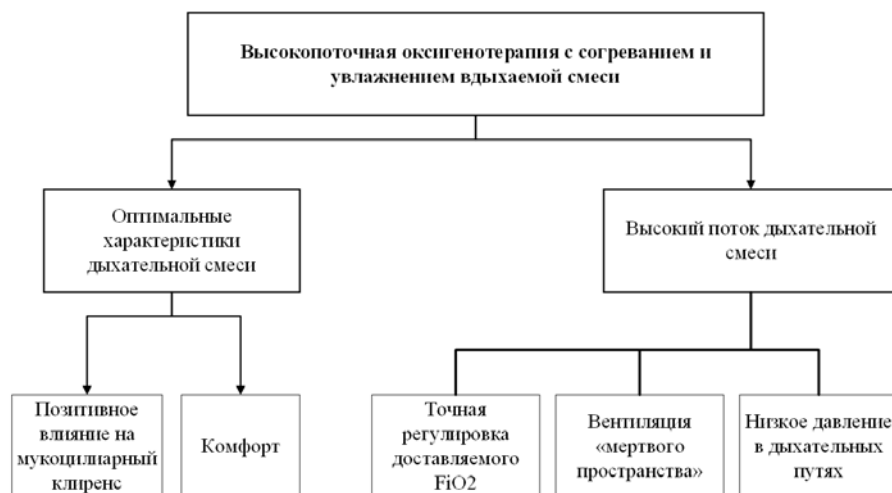 Высокопоточная оксигенотерапия с согреванием и
увлажнением вдыхаемой смеси
Оптимальные
характеристики
дыхательной смеси
Высокий поток дыхательной
смеси
Позитивное
влияние на
мукоцилиарный
клиренс
Комфорт
Точная
регулировка
доставляемого
FiO2
Вентиляция
«мертвого
пространства»
Низкое давление
в дыхательных
путях